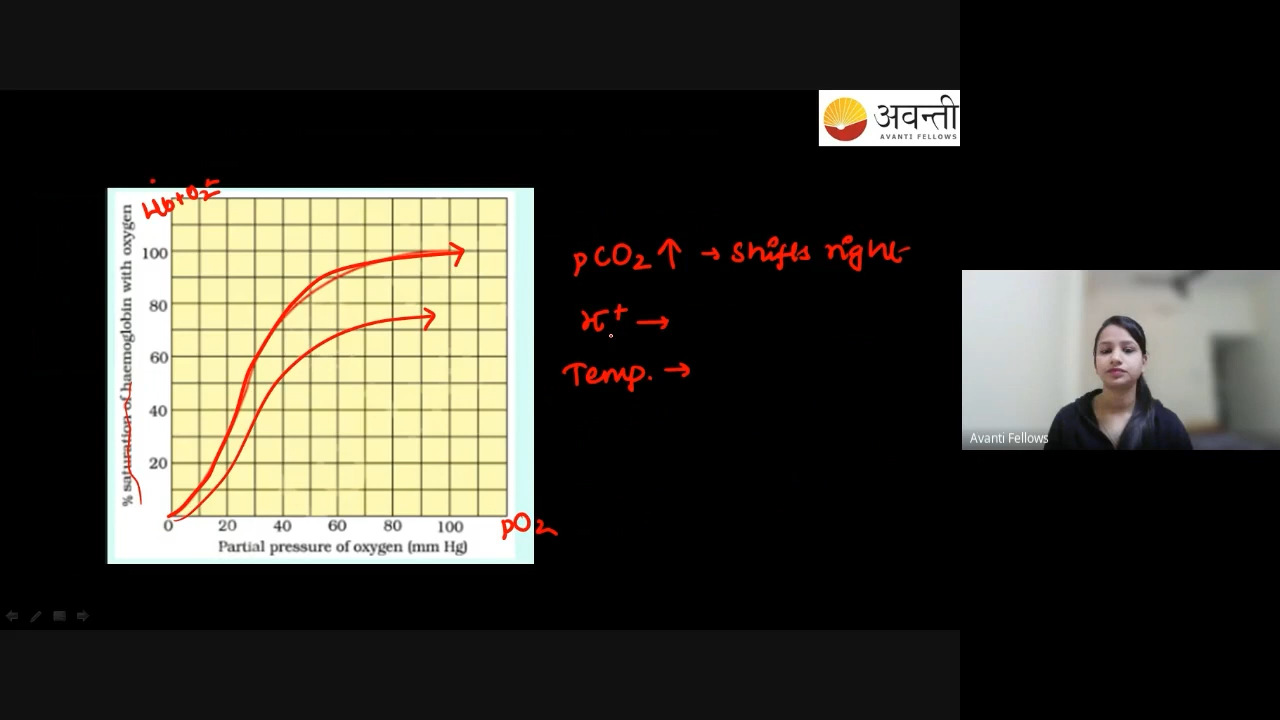 अवन्ती
AVANTI FELLOWS
Hb+O2
% saturation of haemoglobin with oxygen
100
80
60
40
20
0 20 40 60 80 100
pO2
Partial pressure of oxygen (mm Hg)
pCO2 ↑ → Shifts right
H+ →
Temp. →
Avanti Fellows